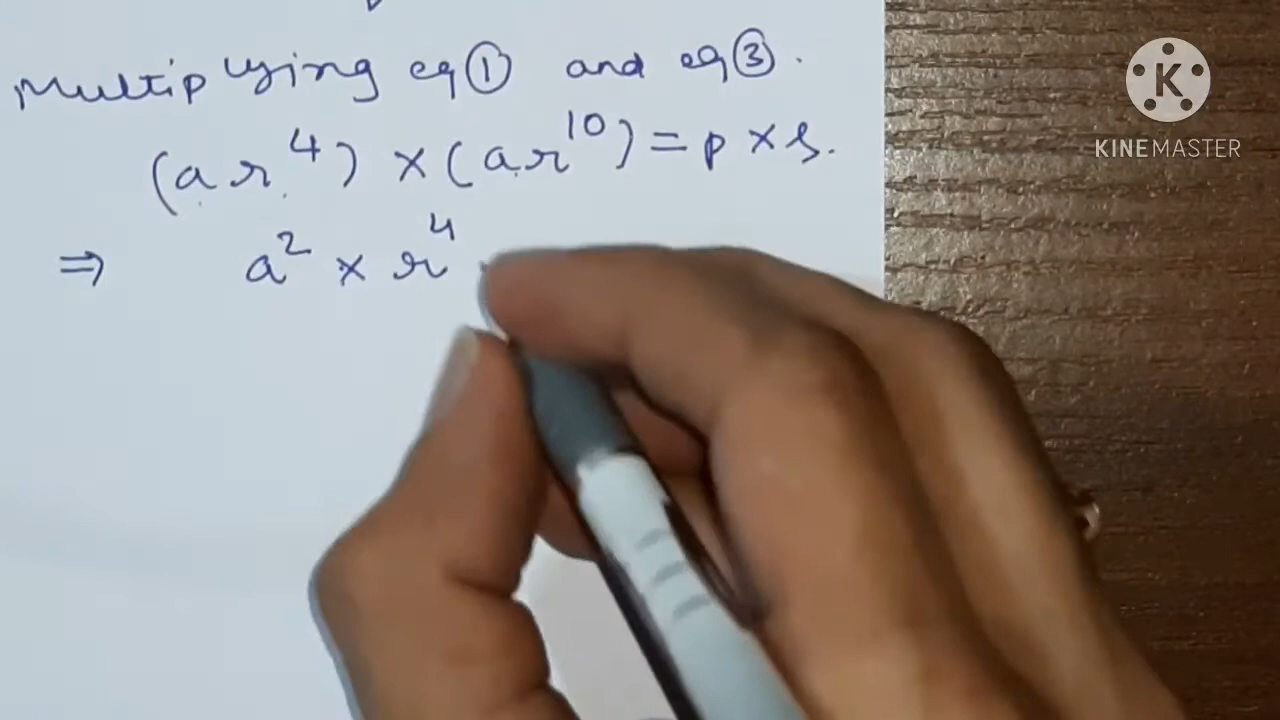 Multiplying eq ① and eq ③.
(ar⁴) × (ar¹⁰) = p × s.
⇒ a² × r⁴
K
KINEMASTER